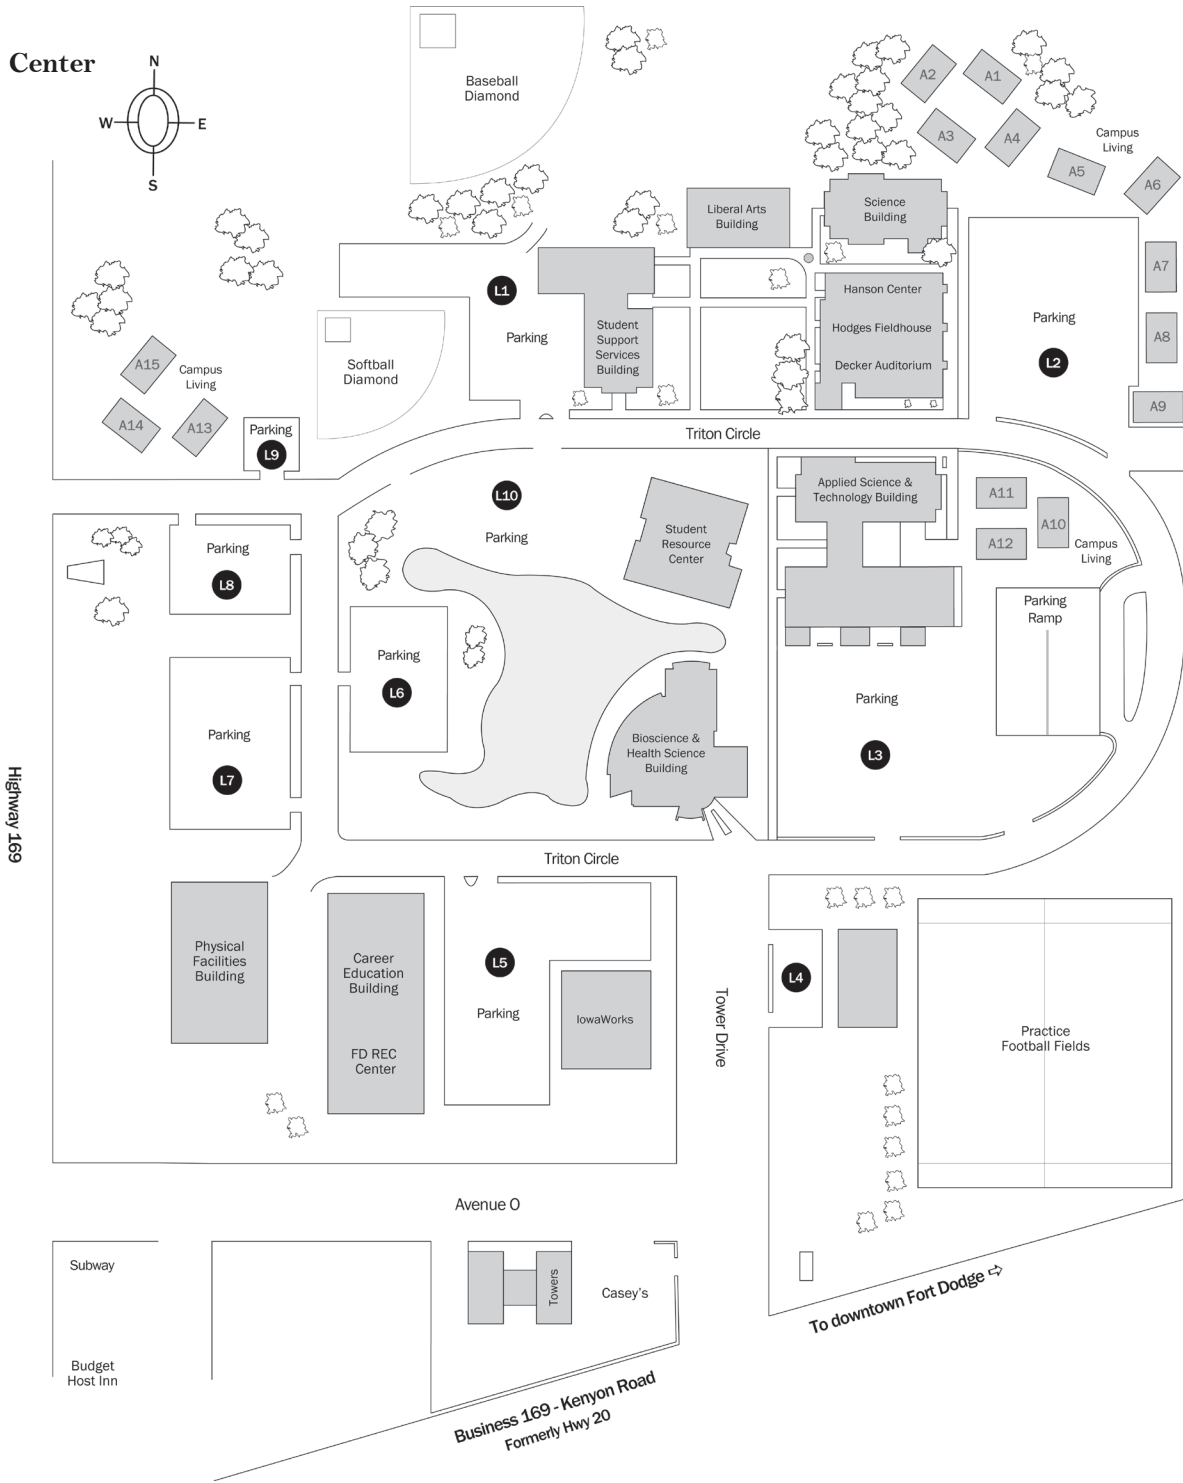 Center
N
W
E
S
Baseball
Diamond
A2
A1
A3
A4
Campus
Living
A5
A6
Liberal Arts
Building
Science
Building
A7
L1
Parking
Student
Support
Services
Building
Hanson Center
Hodges Fieldhouse
Decker Auditorium
Parking
L2
A8
A9
Softball
Diamond
A15
Campus
Living
A14
A13
Parking
L9
Triton Circle
L10
Parking
Student
Resource
Center
Applied Science &
Technology Building
A11
A10
A12
Campus
Living
Parking
L8
Parking
Ramp
Parking
L6
Parking
L7
Bioscience &
Health Science
Building
Parking
L3
Highway 169
Triton Circle
Physical
Facilities
Building
Career
Education
Building
FD REC
Center
L5
Parking
IowaWorks
Tower Drive
L4
Practice
Football Fields
Avenue O
Subway
Budget
Host Inn
Towers
Casey's
To downtown Fort Dodge ⇨
Business 169 - Kenyon Road
Formerly Hwy 20